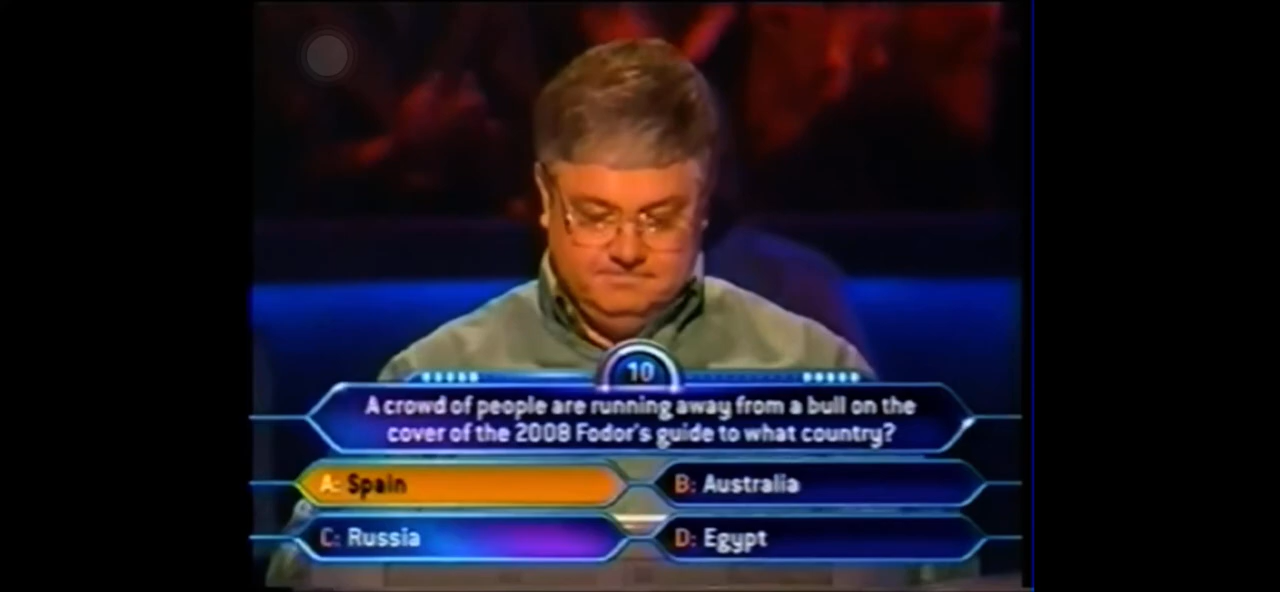 10
A crowd of people are running away from a bull on the
cover of the 2008 Fodor's guide to what country?
A: Spain
B: Australia
C: Russia
D: Egypt